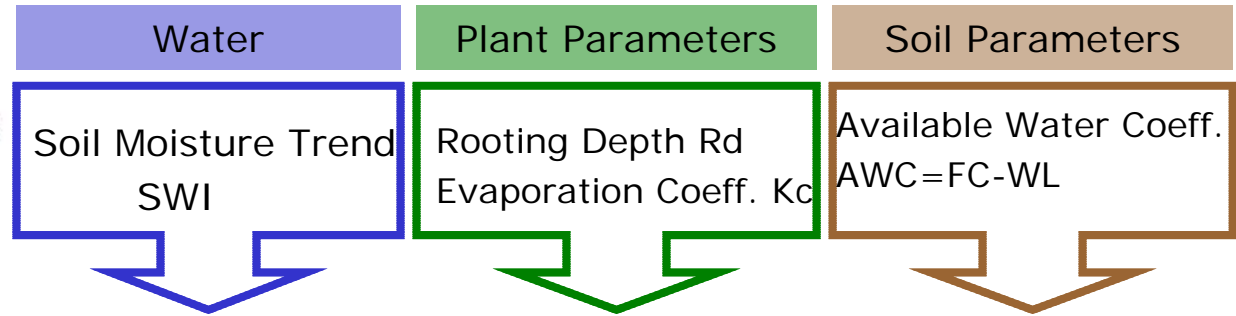 Water
Soil Moisture Trend
SWI
Plant Parameters
Rooting Depth Rd
Evaporation Coeff. Kc
Soil Parameters
Available Water Coeff.
AWC=FC-WL